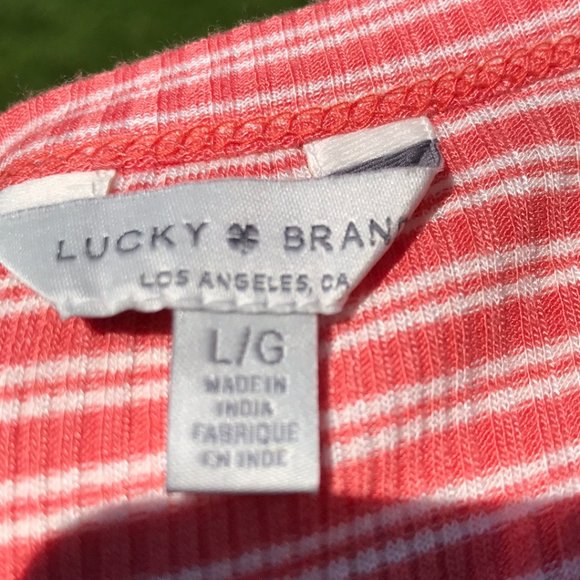 LUCKY BRAN
LOS ANGELES, CA
L/G
MADE IN
INDIA
FABRIQUE
EN INDE